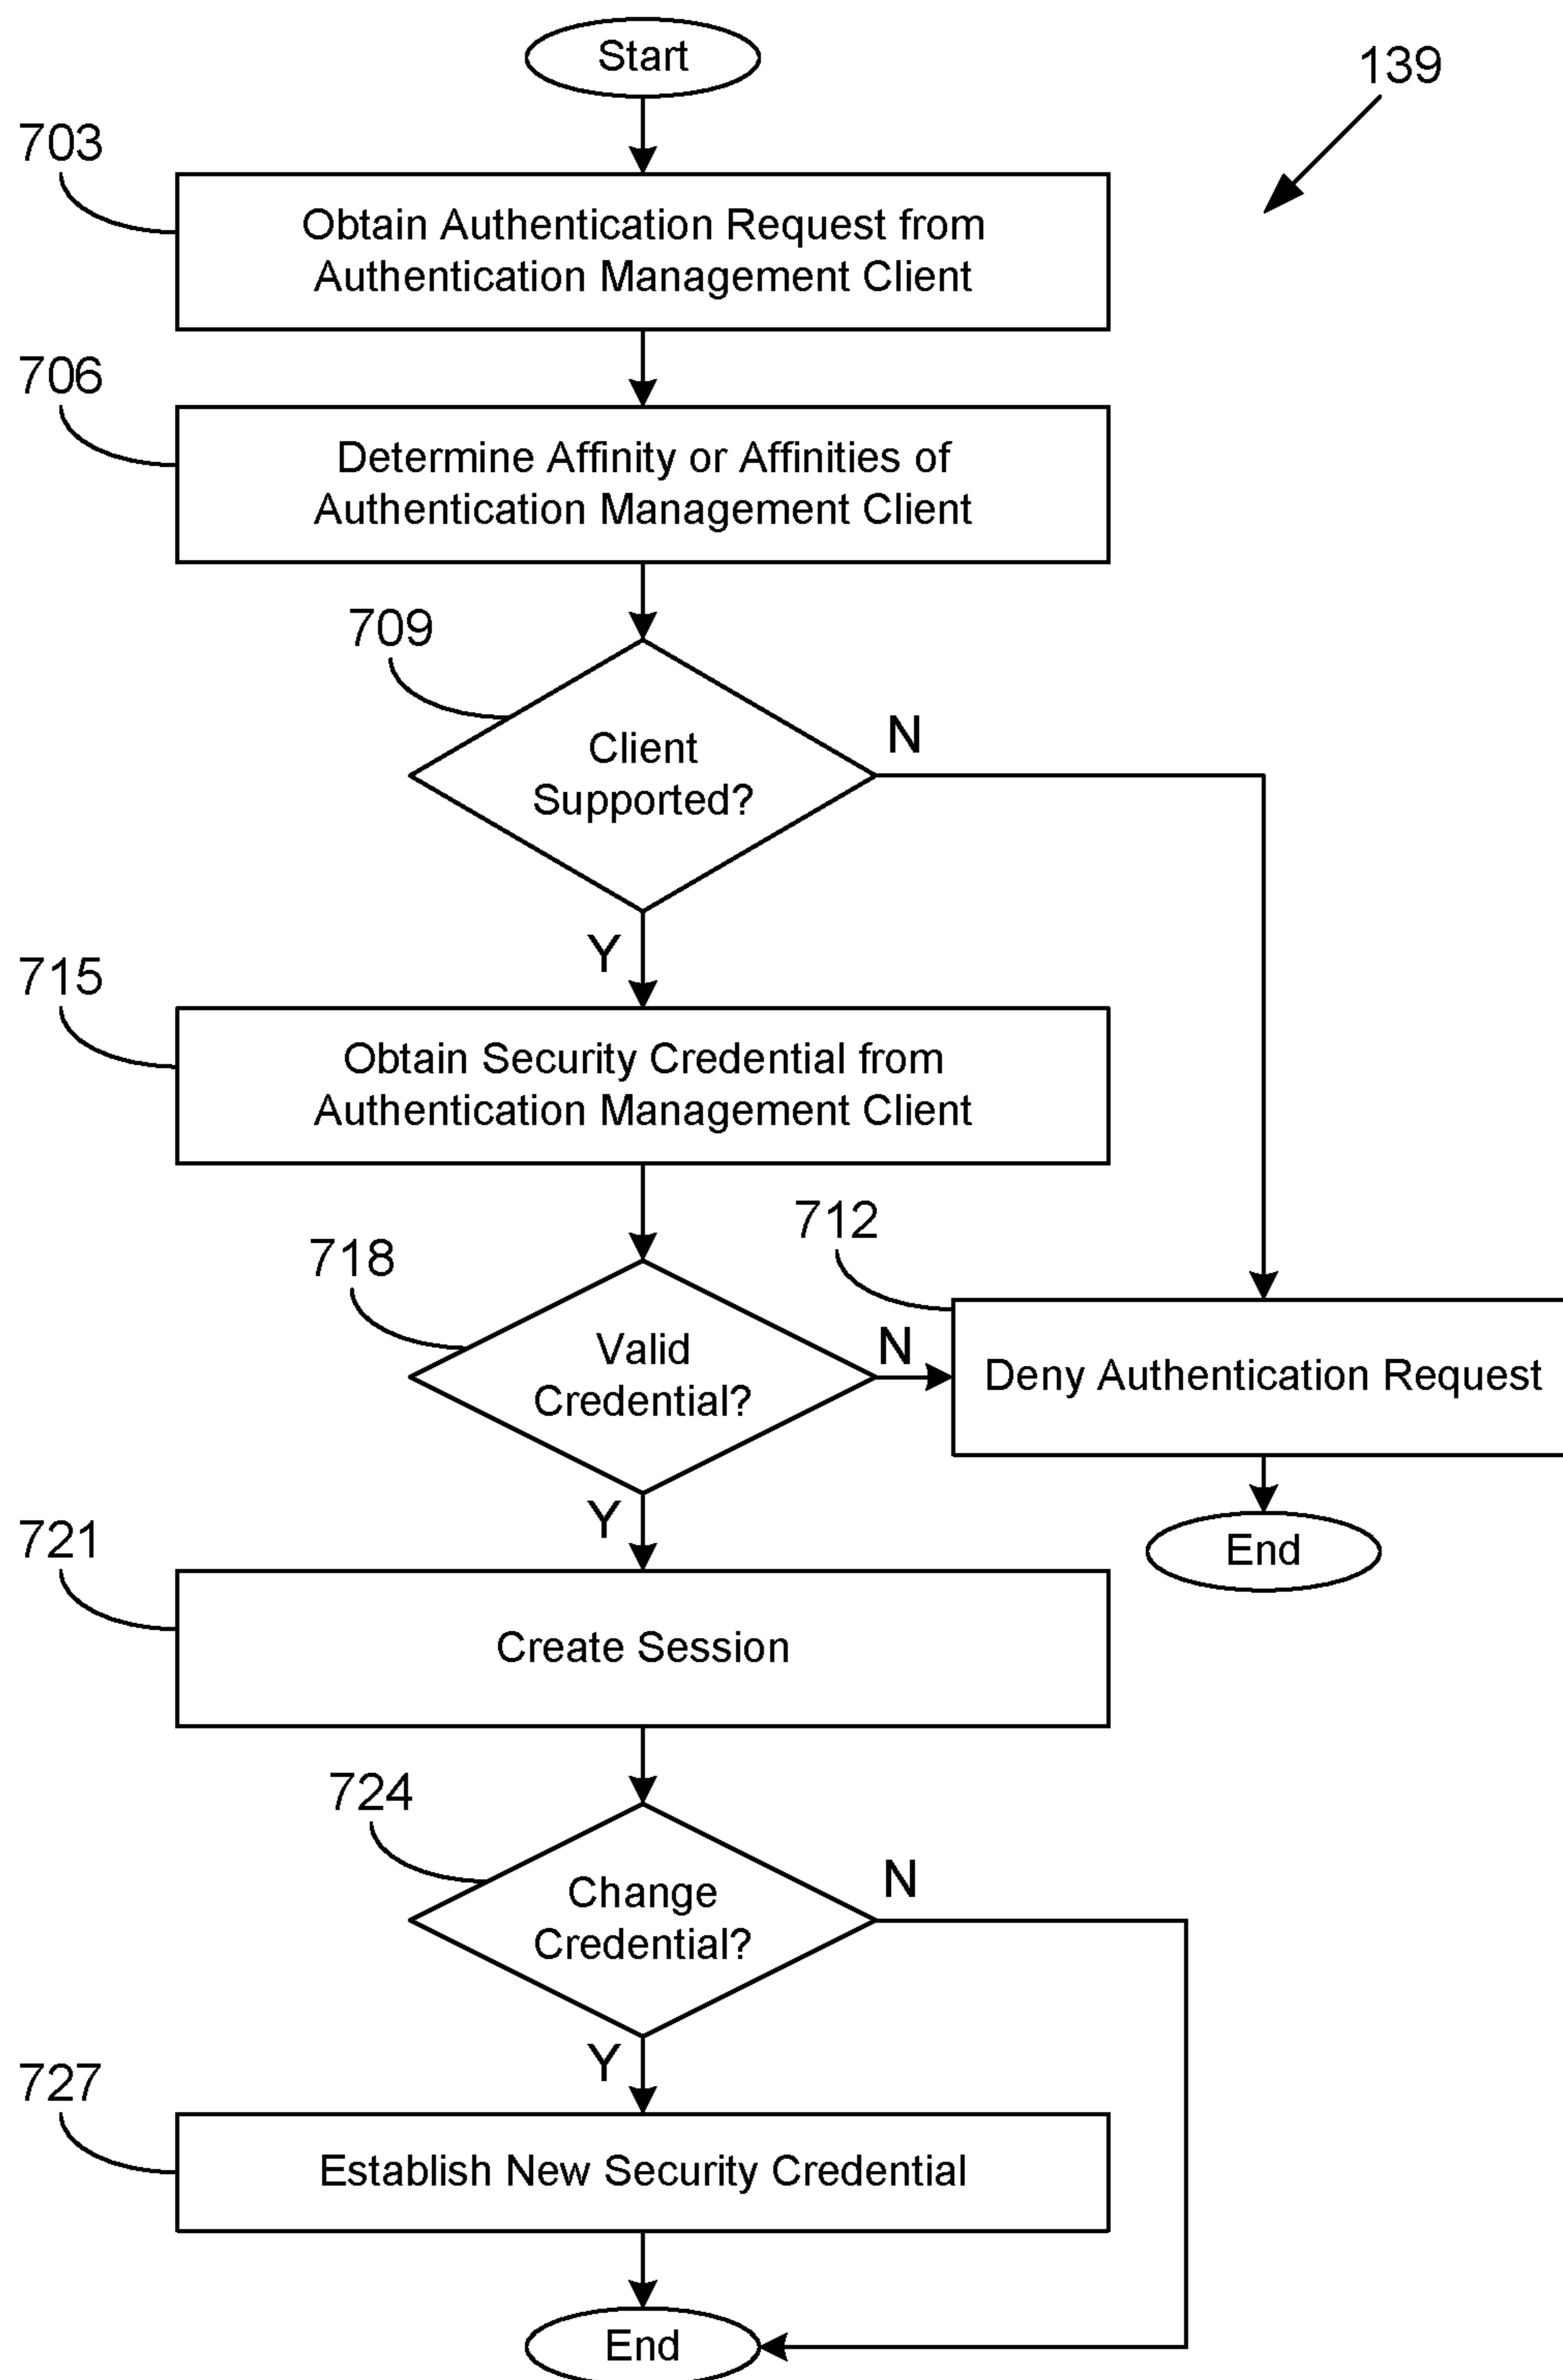 Start
139
703
Obtain Authentication Request from
Authentication Management Client
706
Determine Affinity or Affinities of
Authentication Management Client
709
Client
Supported?
N
Y
715
Obtain Security Credential from
Authentication Management Client
712
718
Valid
Credential?
N
Deny Authentication Request
Y
721
End
Create Session
724
Change
Credential?
N
Y
727
Establish New Security Credential
End